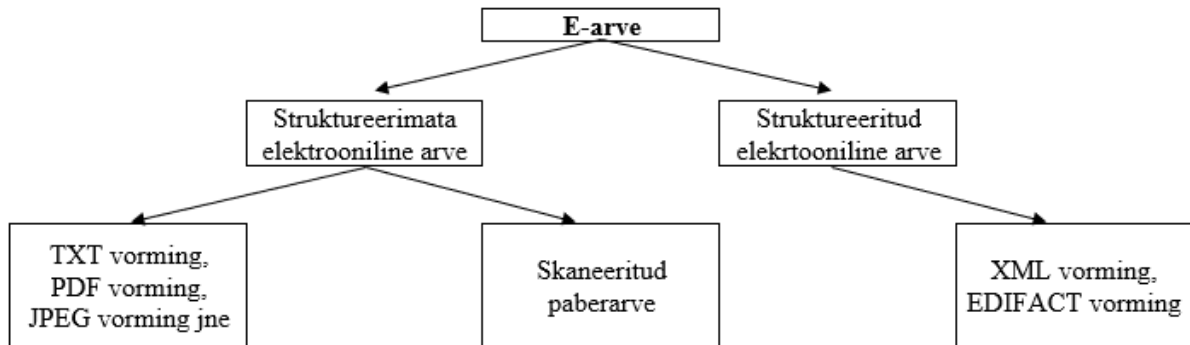 E-arve
Struktureerimata
elektrooniline arve
Struktureeritud
elekrtooniline arve
TXT vorming,
PDF vorming,
JPEG vorming jne
Skaneeritud
paberarve
XML vorming,
EDIFACT vorming